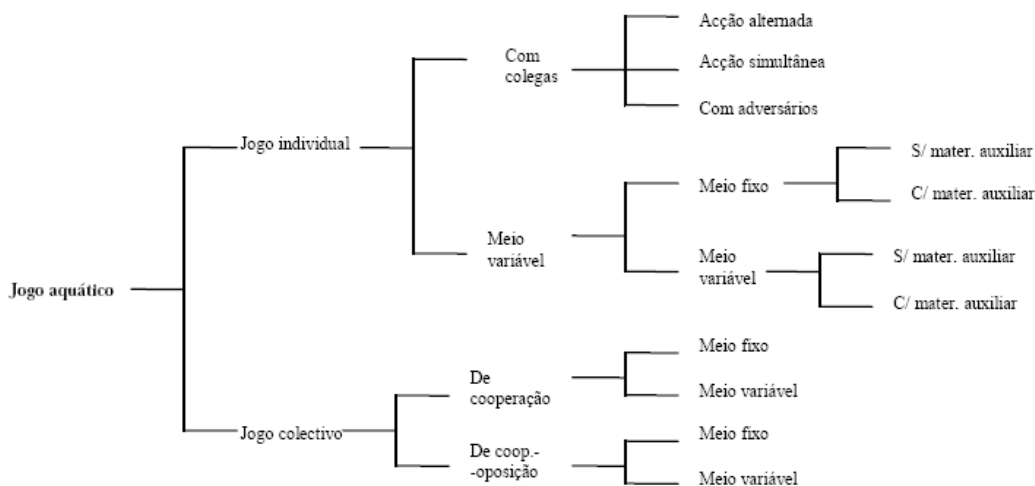 Acção alternada
Com
colegas
Acção simultânea
Com adversários
Jogo individual
S/ mater. auxiliar
Meio fixo
C/ mater. auxiliar
Meio
variável
S/ mater. auxiliar
Meio
variável
C/ mater. auxiliar
Jogo aquático
Meio fixo
De
cooperação
Meio variável
Jogo colectivo
Meio fixo
De coop.-
-oposição
Meio variável